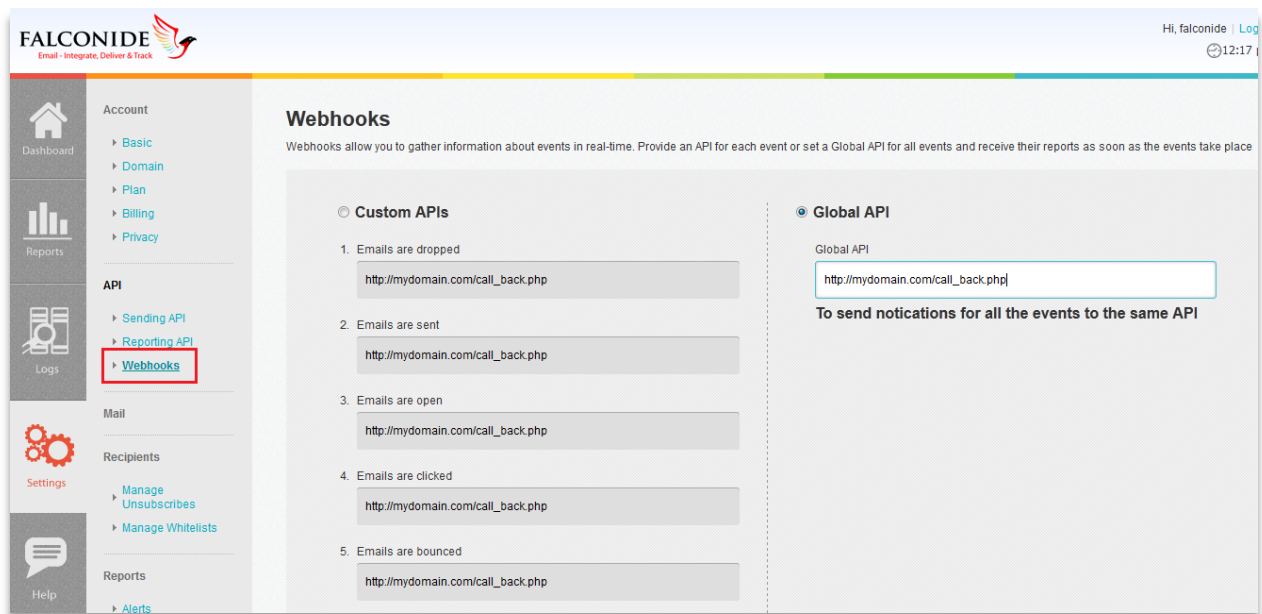 FALCONIDE
Email - Integrate, Deliver & Track
Hi, falconide | Log
12:17
Dashboard
Reports
Logs
Settings
Help
Account
Basic
Domain
Plan
Billing
Privacy
API
Sending API
Reporting API
Webhooks
Mail
Recipients
Manage
Unsubscribes
Manage Whitelists
Reports
Alerts
Webhooks
Webhooks allow you to gather information about events in real-time. Provide an API for each event or set a Global API for all events and receive their reports as soon as the events take place
Custom APIs
1. Emails are dropped
http://mydomain.com/call_back.php
2. Emails are sent
http://mydomain.com/call_back.php
3. Emails are open
http://mydomain.com/call_back.php
4. Emails are clicked
http://mydomain.com/call_back.php
5. Emails are bounced
http://mydomain.com/call_back.php
Global API
Global API
http://mydomain.com/call_back.php
To send notications for all the events to the same API